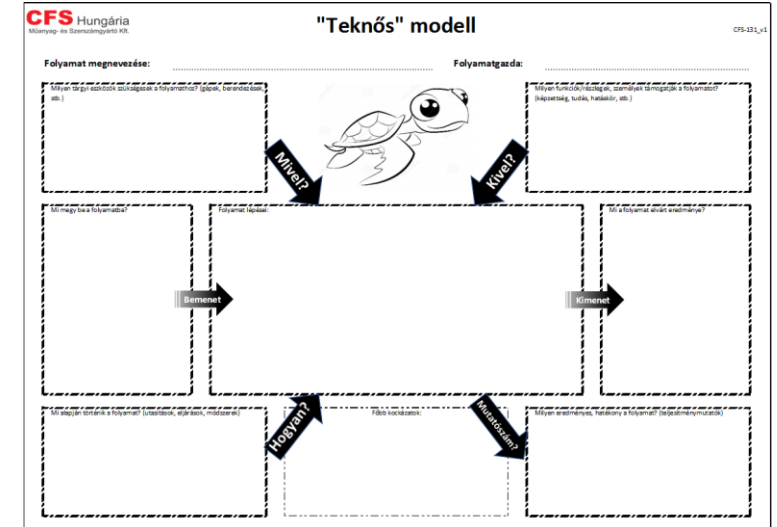 CFS Hungária
Műanyag- és Szerszámgyártó Kft.
"Teknős" modell
CFS-131_v1
Folyamat megnevezése:
Folyamatgazda:
Milyen tárgyi eszközök szükségesek a folyamathoz? (gépek, berendezések,
stb.)
Milyen funkciók/részlegek, személyek támogatják a folyamatot?
(képzettség, tudás, hatáskör, stb.)
Mivel?
Kivel?
Mi megy be a folyamatba?
Folyamat lépései:
Mi a folyamat elvárt eredménye?
Bemenet
Kimenet
Mi alapján történik a folyamat? (utasítások, eljárások, módszerek)
Hogyan?
Főbb kockázatok:
Mutatószám?
Milyen eredményes, hatékony a folyamat? (teljesítménymutatók)